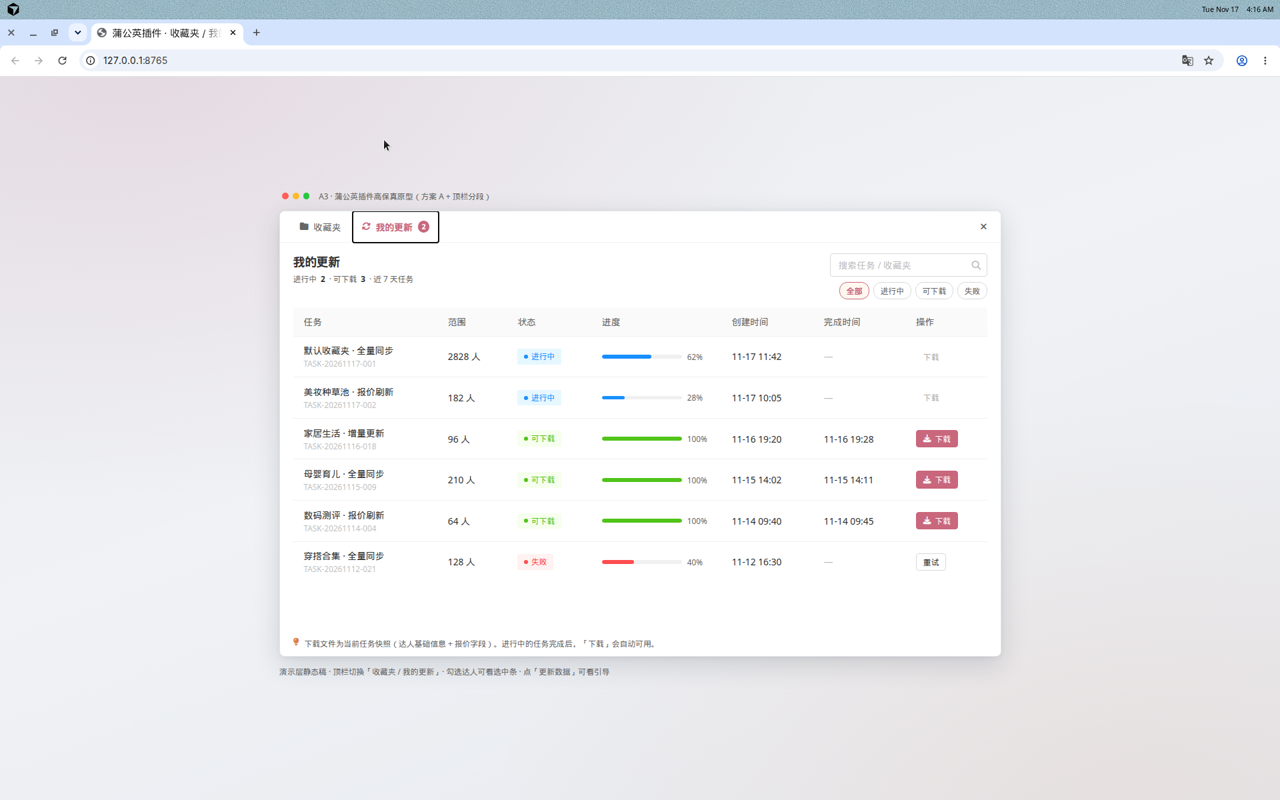 Tue Nov 17 4:16 AM
蒲公英插件 · 收藏夹 / 我
127.0.0.1:8765
A3 · 蒲公英插件高保真原型（方案 A + 顶栏分段）
收藏夹 我的更新 2
我的更新
进行中 2 · 可下载 3 · 近 7 天任务
搜索任务 / 收藏夹
全部 进行中 可下载 失败
任务 范围 状态 进度 创建时间 完成时间 操作
默认收藏夹 · 全量同步
TASK-20261117-001
2828 人 进行中 62% 11-17 11:42 — 下载
美妆种草池 · 报价刷新
TASK-20261117-002
182 人 进行中 28% 11-17 10:05 — 下载
家居生活 · 增量更新
TASK-20261116-018
96 人 可下载 100% 11-16 19:20 11-16 19:28 下载
母婴育儿 · 全量同步
TASK-20261115-009
210 人 可下载 100% 11-15 14:02 11-15 14:11 下载
数码测评 · 报价刷新
TASK-20261114-004
64 人 可下载 100% 11-14 09:40 11-14 09:45 下载
穿搭合集 · 全量同步
TASK-20261112-021
128 人 失败 40% 11-12 16:30 — 重试
下载文件为当前任务快照（达人基础信息 + 报价字段）。进行中的任务完成后，「下载」会自动可用。
演示层静态稿 · 顶栏切换「收藏夹 / 我的更新」 · 勾选达人可看选中条 · 点「更新数据」可看引导